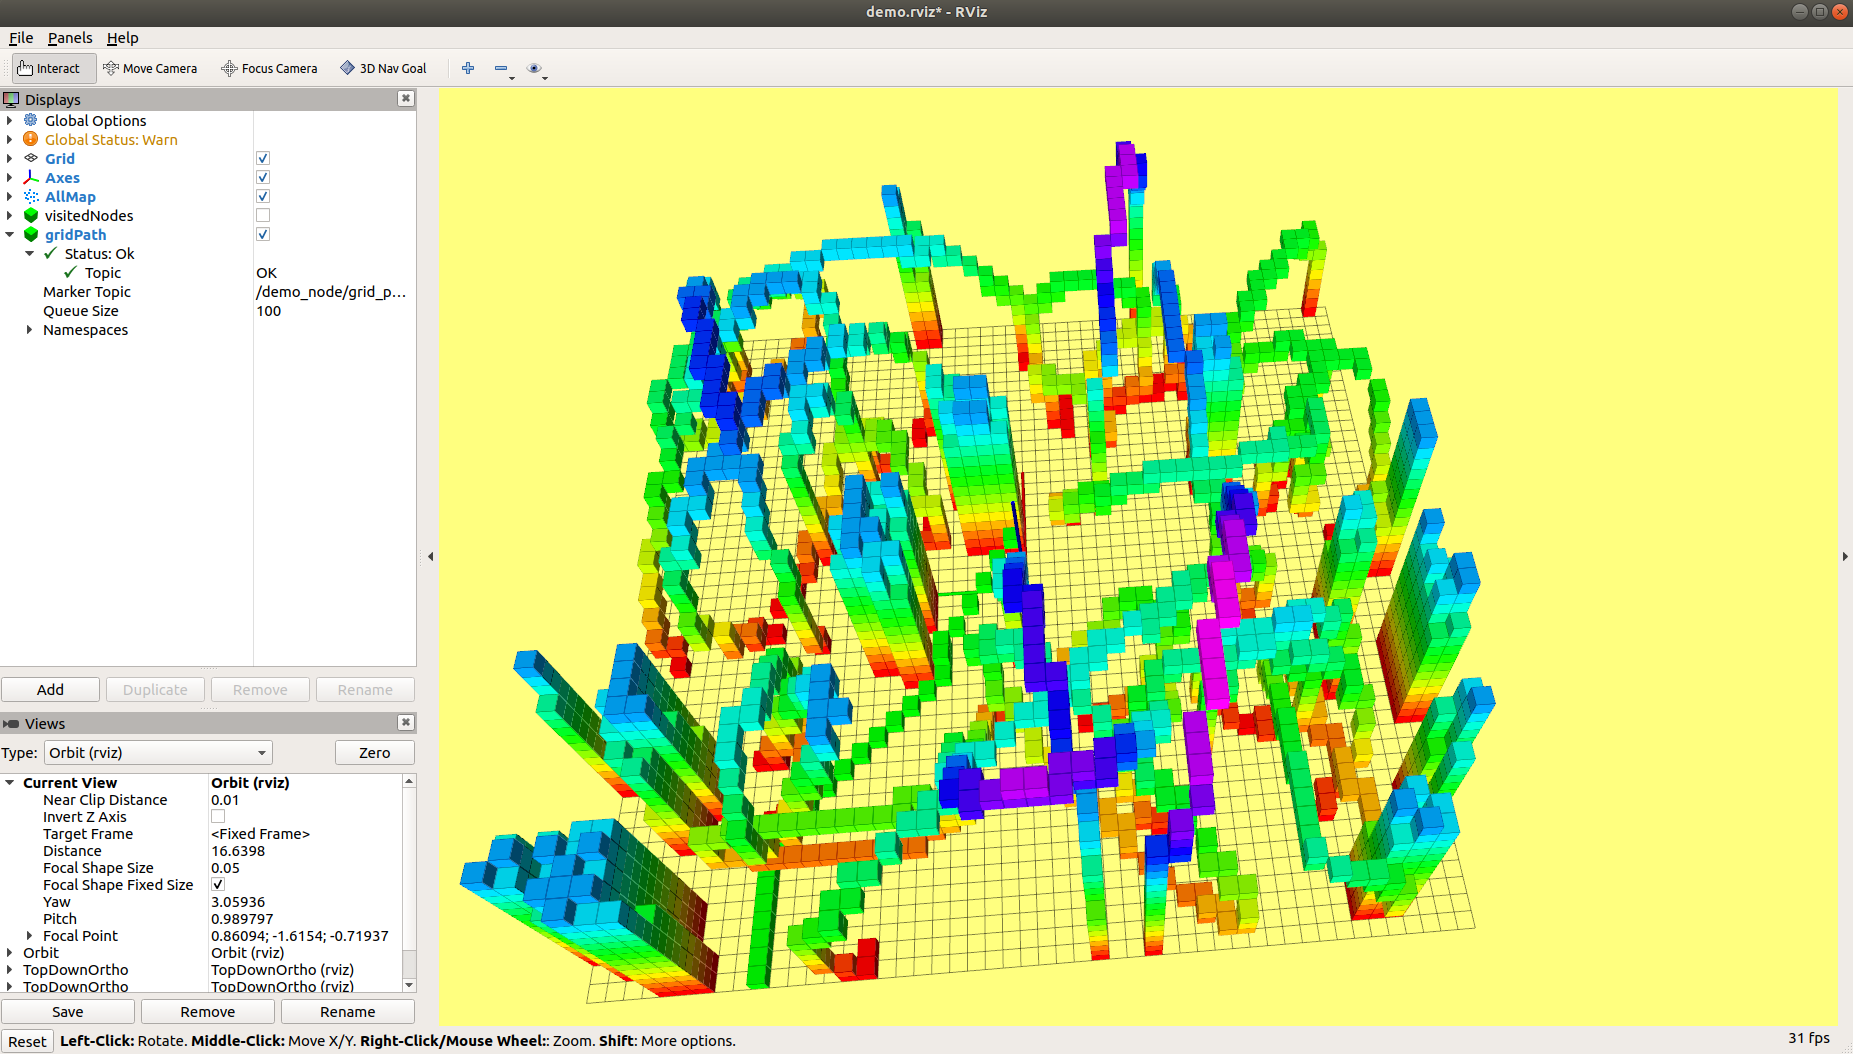 demo.rviz* - RViz
File Panels Help
Interact Move Camera Focus Camera 3D Nav Goal
Displays
Global Options
Global Status: Warn
Grid
Axes
AllMap
visitedNodes
gridPath
Status: Ok
Topic OK
Marker Topic /demo_node/grid_p...
Queue Size 100
Namespaces
Add Duplicate Remove Rename
Views
Type: Orbit (rviz) Zero
Current View Orbit (rviz)
Near Clip Distance 0.01
Invert Z Axis
Target Frame <Fixed Frame>
Distance 16.6398
Focal Shape Size 0.05
Focal Shape Fixed Size
Yaw 3.05936
Pitch 0.989797
Focal Point 0.86094; -1.6154; -0.71937
Orbit Orbit (rviz)
TopDownOrtho TopDownOrtho (rviz)
TopDownOrtho TopDownOrtho (rviz)
Save Remove Rename
Reset Left-Click: Rotate. Middle-Click: Move X/Y. Right-Click/Mouse Wheel:: Zoom. Shift: More options. 31 fps